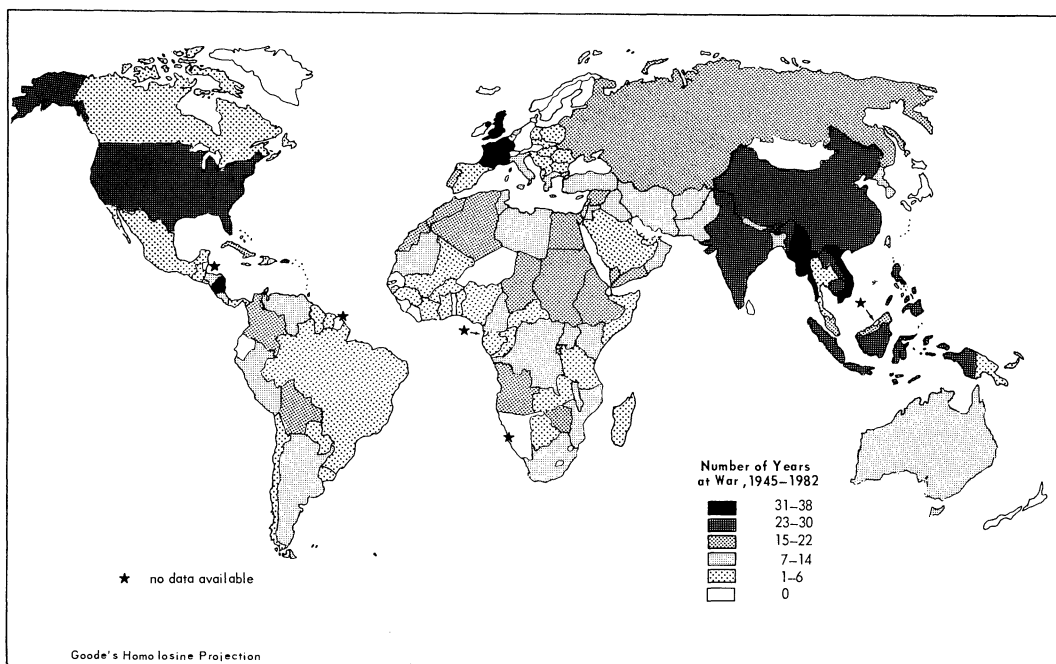 Number of Years
at War, 1945–1982
31–38
23–30
15–22
7–14
1–6
0
★ no data available
Goode's Homolosine Projection